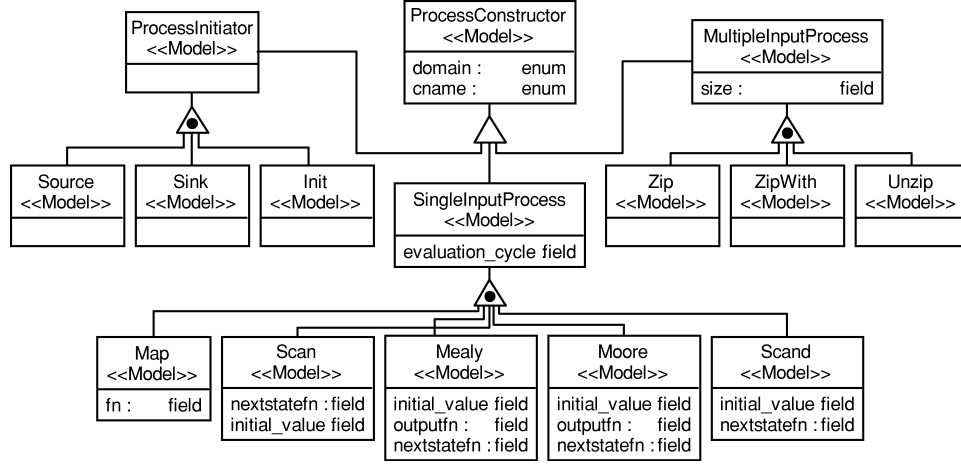 ProcessInitiator
<<Model>>
ProcessConstructor
<<Model>>
domain : enum
cname : enum
MultipleInputProcess
<<Model>>
size : field
Source
<<Model>>
Sink
<<Model>>
Init
<<Model>>
SingleInputProcess
<<Model>>
evaluation_cycle field
Zip
<<Model>>
ZipWith
<<Model>>
Unzip
<<Model>>
Map
<<Model>>
fn : field
Scan
<<Model>>
nextstatefn : field
initial_value field
Mealy
<<Model>>
initial_value field
outputfn : field
nextstatefn : field
Moore
<<Model>>
initial_value field
outputfn : field
nextstatefn : field
Scand
<<Model>>
initial_value field
nextstatefn : field